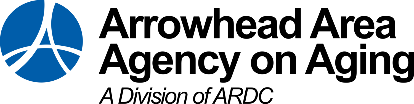 Arrowhead Area
Agency on Aging
A Division of ARDC